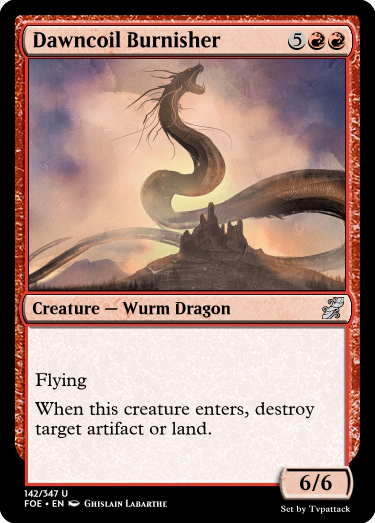 Dawncoil Burnisher 5
Creature — Wurm Dragon
Flying
When this creature enters, destroy
target artifact or land.
6/6
142/347 U
FOE • EN Ghislain Labarthe
Set by Tvpattack